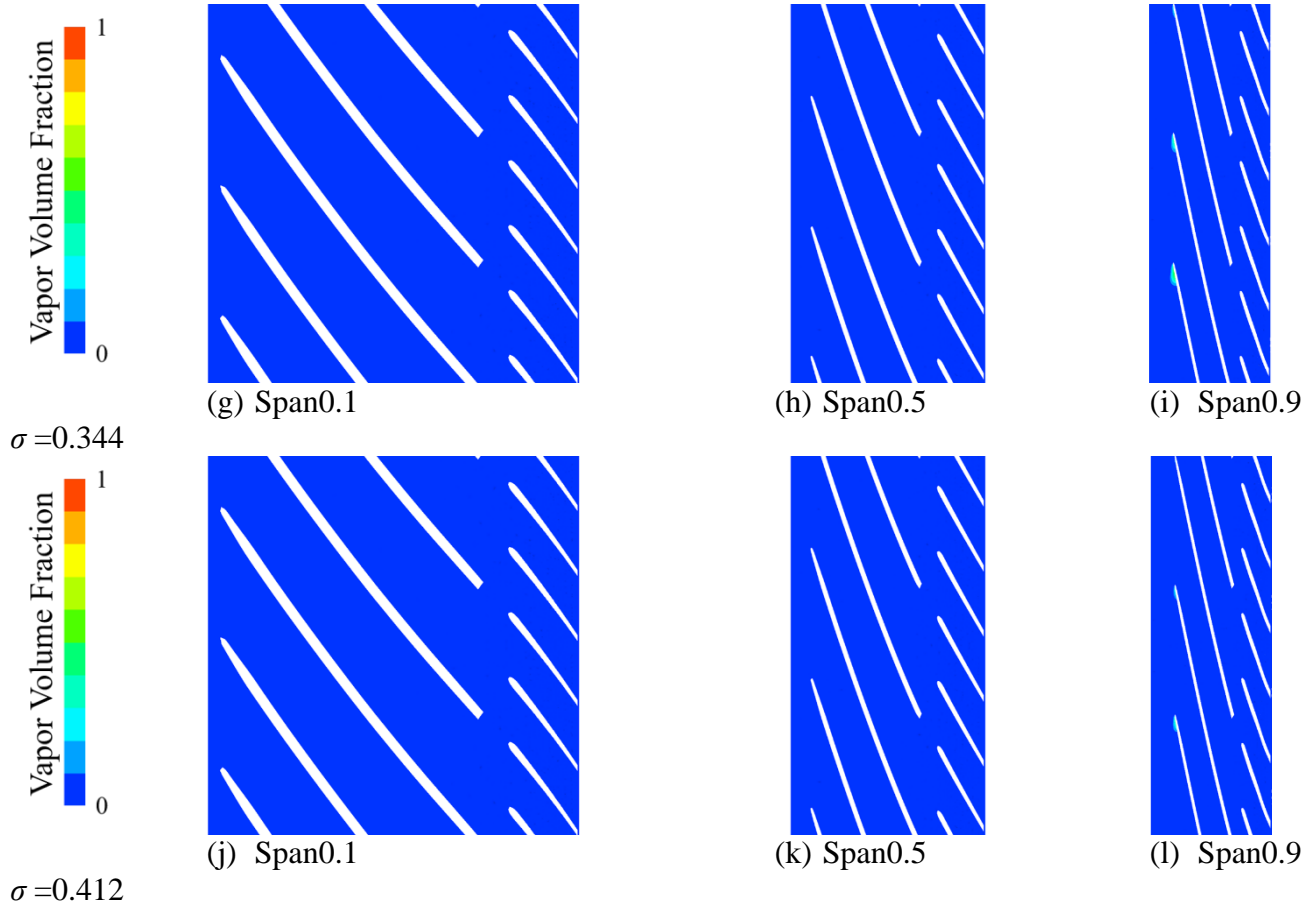 Vapor Volume Fraction
1
0
(g) Span0.1
(h) Span0.5
(i) Span0.9
σ =0.344
Vapor Volume Fraction
1
0
(j) Span0.1
(k) Span0.5
(l) Span0.9
σ =0.412